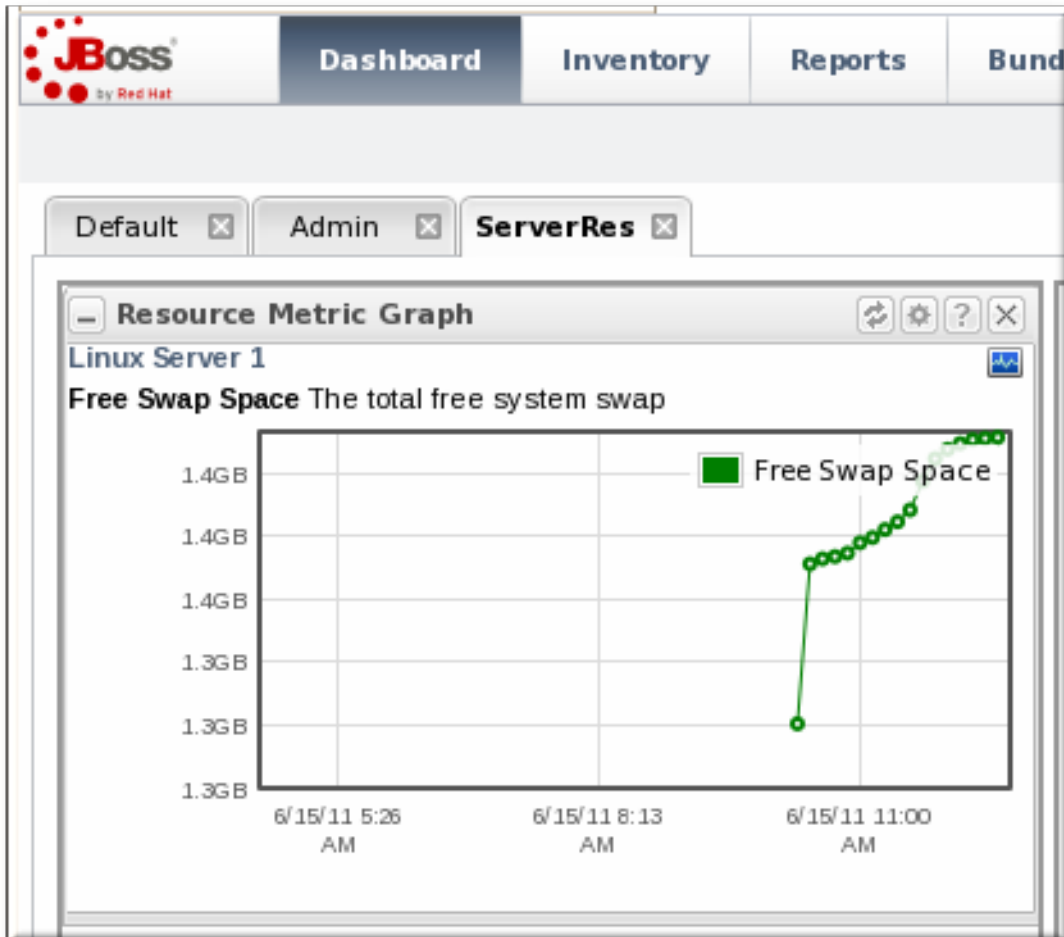 JBoss
by Red Hat
Dashboard Inventory Reports Bund
Default Admin ServerRes
Resource Metric Graph
Linux Server 1
Free Swap Space The total free system swap
Free Swap Space
1.4GB
1.4GB
1.4GB
1.3GB
1.3GB
1.3GB
6/15/11 5:26 6/15/11 8:13 6/15/11 11:00
AM AM AM